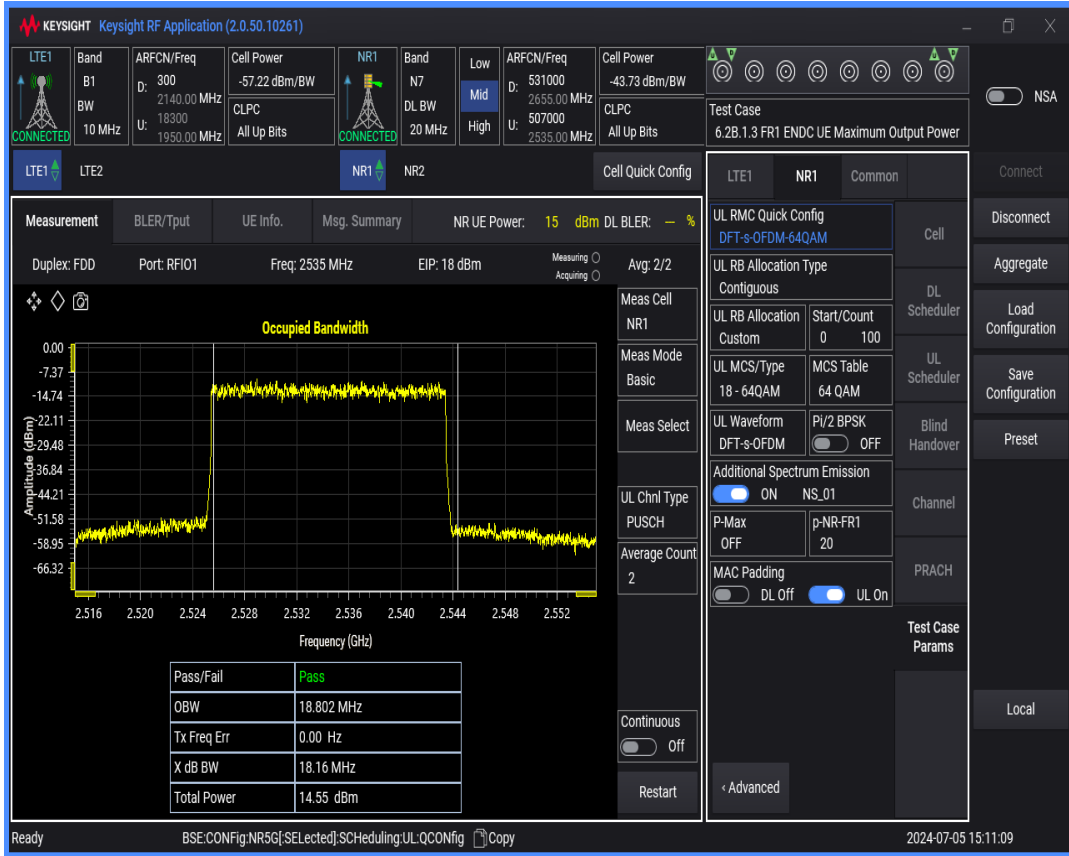 KEYSIGHT Keysight RF Application (2.0.50.10261)
LTE1
CONNECTED
Band
B1
BW
10 MHz
ARFCN/Freq
D: 300
2140.00 MHz
U: 18300
1950.00 MHz
Cell Power
-57.22 dBm/BW
CLPC
All Up Bits
NR1
CONNECTED
Band
N7
DL BW
20 MHz
Low
Mid
High
ARFCN/Freq
D: 531000
2655.00 MHz
U: 507000
2535.00 MHz
Cell Power
-43.73 dBm/BW
CLPC
All Up Bits
U D U D
Test Case
6.2B.1.3 FR1 ENDC UE Maximum Output Power
NSA
LTE1 LTE2 NR1 NR2 Cell Quick Config
Measurement BLER/Tput UE Info. Msg. Summary NR UE Power: 15 dBm DL BLER: --- %
Duplex: FDD Port: RFIO1 Freq: 2535 MHz EIP: 18 dBm Measuring Acquiring Avg: 2/2
Occupied Bandwidth
Amplitude (dBm)
0.00
-7.37
-14.74
-22.11
-29.48
-36.84
-44.21
-51.58
-58.95
-66.32
2.516 2.520 2.524 2.528 2.532 2.536 2.540 2.544 2.548 2.552
Frequency (GHz)
Pass/Fail Pass
OBW 18.802 MHz
Tx Freq Err 0.00 Hz
X dB BW 18.16 MHz
Total Power 14.55 dBm
Meas Cell
NR1
Meas Mode
Basic
Meas Select
UL Chnl Type
PUSCH
Average Count
2
Continuous
Off
Restart
LTE1 NR1 Common
UL RMC Quick Config
DFT-s-OFDM-64QAM
UL RB Allocation Type
Contiguous
UL RB Allocation
Custom
Start/Count
0 100
UL MCS/Type
18 - 64QAM
MCS Table
64 QAM
UL Waveform
DFT-s-OFDM
Pi/2 BPSK
OFF
Additional Spectrum Emission
ON NS_01
P-Max
OFF
p-NR-FR1
20
MAC Padding
DL Off UL On
‹ Advanced
Cell
DL
Scheduler
UL
Scheduler
Blind
Handover
Channel
PRACH
Test Case
Params
Connect
Disconnect
Aggregate
Load
Configuration
Save
Configuration
Preset
Local
Ready BSE:CONFig:NR5G[:SELected]:SCHeduling:UL:QCONfig Copy 2024-07-05 15:11:09